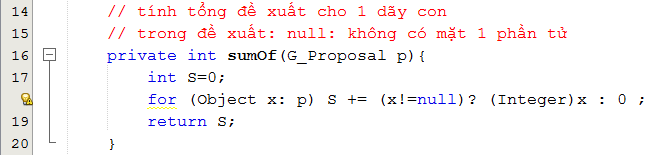 14 // tính tổng đề xuất cho 1 dãy con
15 // trong đề xuất: null: không có mặt 1 phần tử
16 private int sumOf(G_Proposal p){
17 int S=0;
for (Object x: p) S += (x!=null)? (Integer)x : 0 ;
19 return S;
20 }